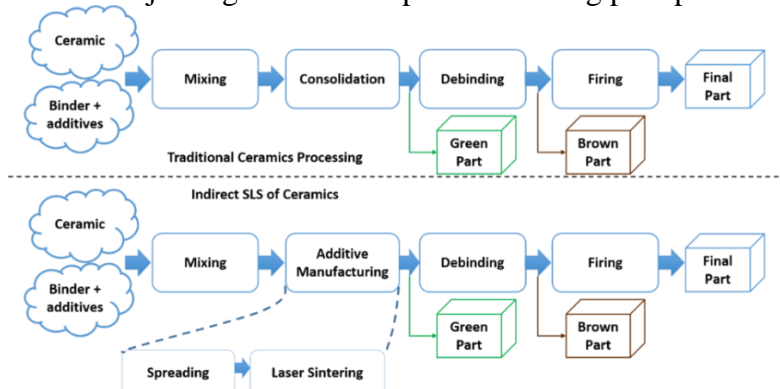 Ceramic
Binder +
additives
Mixing
Consolidation
Debinding
Firing
Final
Part
Green
Part
Brown
Part
Traditional Ceramics Processing
Indirect SLS of Ceramics
Ceramic
Binder +
additives
Mixing
Additive
Manufacturing
Debinding
Firing
Final
Part
Green
Part
Brown
Part
Spreading
Laser Sintering